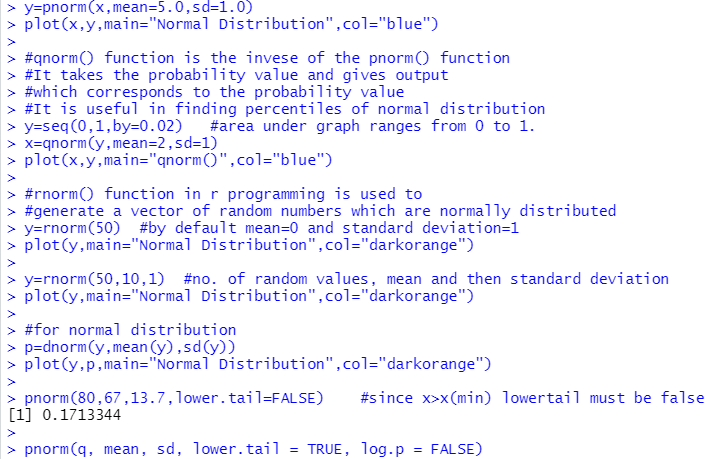 > y=pnorm(x,mean=5.0,sd=1.0)
> plot(x,y,main="Normal Distribution",col="blue")
>
> #qnorm() function is the invese of the pnorm() function
> #It takes the probability value and gives output
> #which corresponds to the probability value
> #It is useful in finding percentiles of normal distribution
> y=seq(0,1,by=0.02)   #area under graph ranges from 0 to 1.
> x=qnorm(y,mean=2,sd=1)
> plot(x,y,main="qnorm()",col="blue")
>
> #rnorm() function in r programming is used to
> #generate a vector of random numbers which are normally distributed
> y=rnorm(50)  #by default mean=0 and standard deviation=1
> plot(y,main="Normal Distribution",col="darkorange")
>
> y=rnorm(50,10,1)  #no. of random values, mean and then standard deviation
> plot(y,main="Normal Distribution",col="darkorange")
>
> #for normal distribution
> p=dnorm(y,mean(y),sd(y))
> plot(y,p,main="Normal Distribution",col="darkorange")
>
> pnorm(80,67,13.7,lower.tail=FALSE)    #since x>x(min) lowertail must be false
[1] 0.1713344
>
> pnorm(q, mean, sd, lower.tail = TRUE, log.p = FALSE)